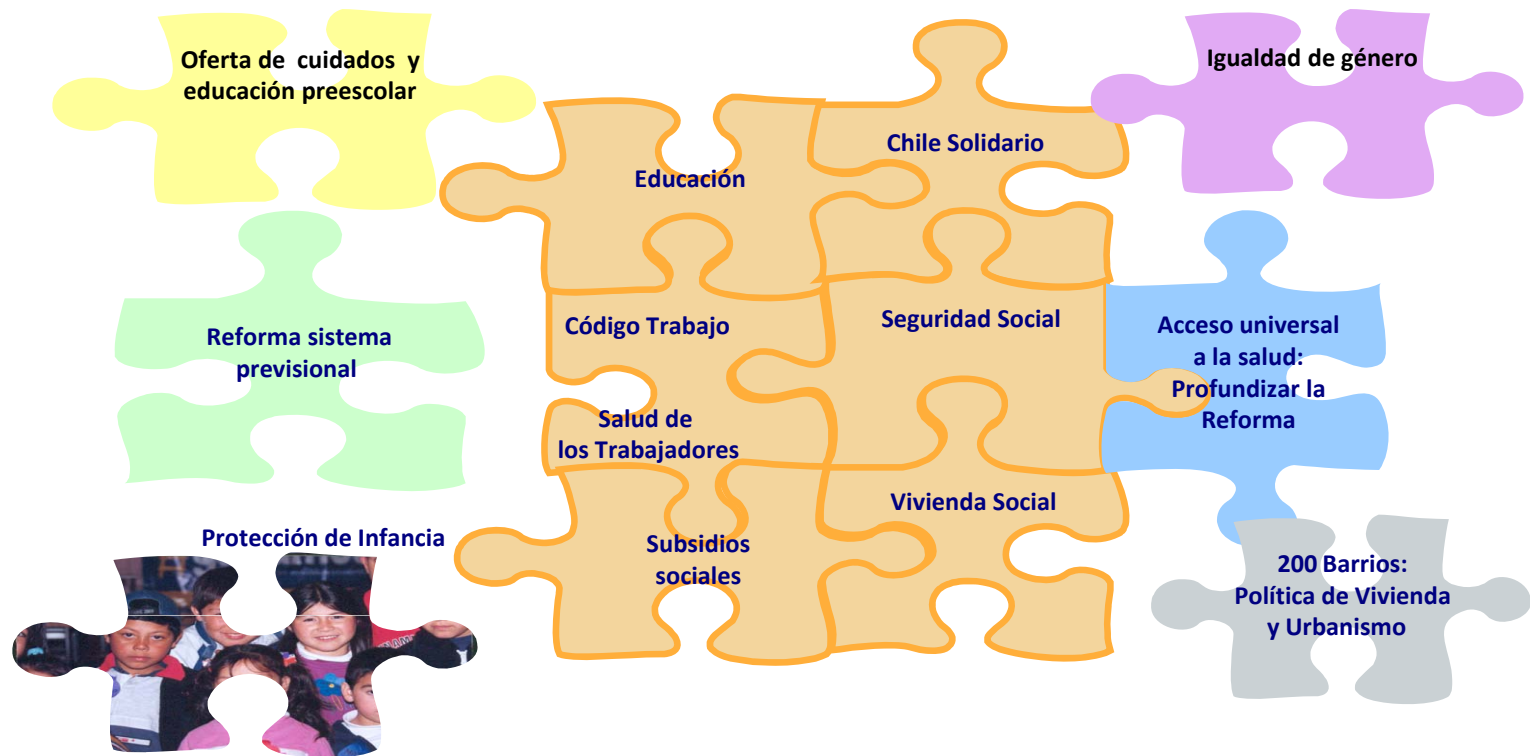 Oferta de cuidados y
educación preescolar
Igualdad de género
Chile Solidario
Educación
Código Trabajo
Seguridad Social
Reforma sistema
previsional
Acceso universal
a la salud:
Profundizar la
Reforma
Salud de
los Trabajadores
Vivienda Social
Protección de Infancia
Subsidios
sociales
200 Barrios:
Política de Vivienda
y Urbanismo